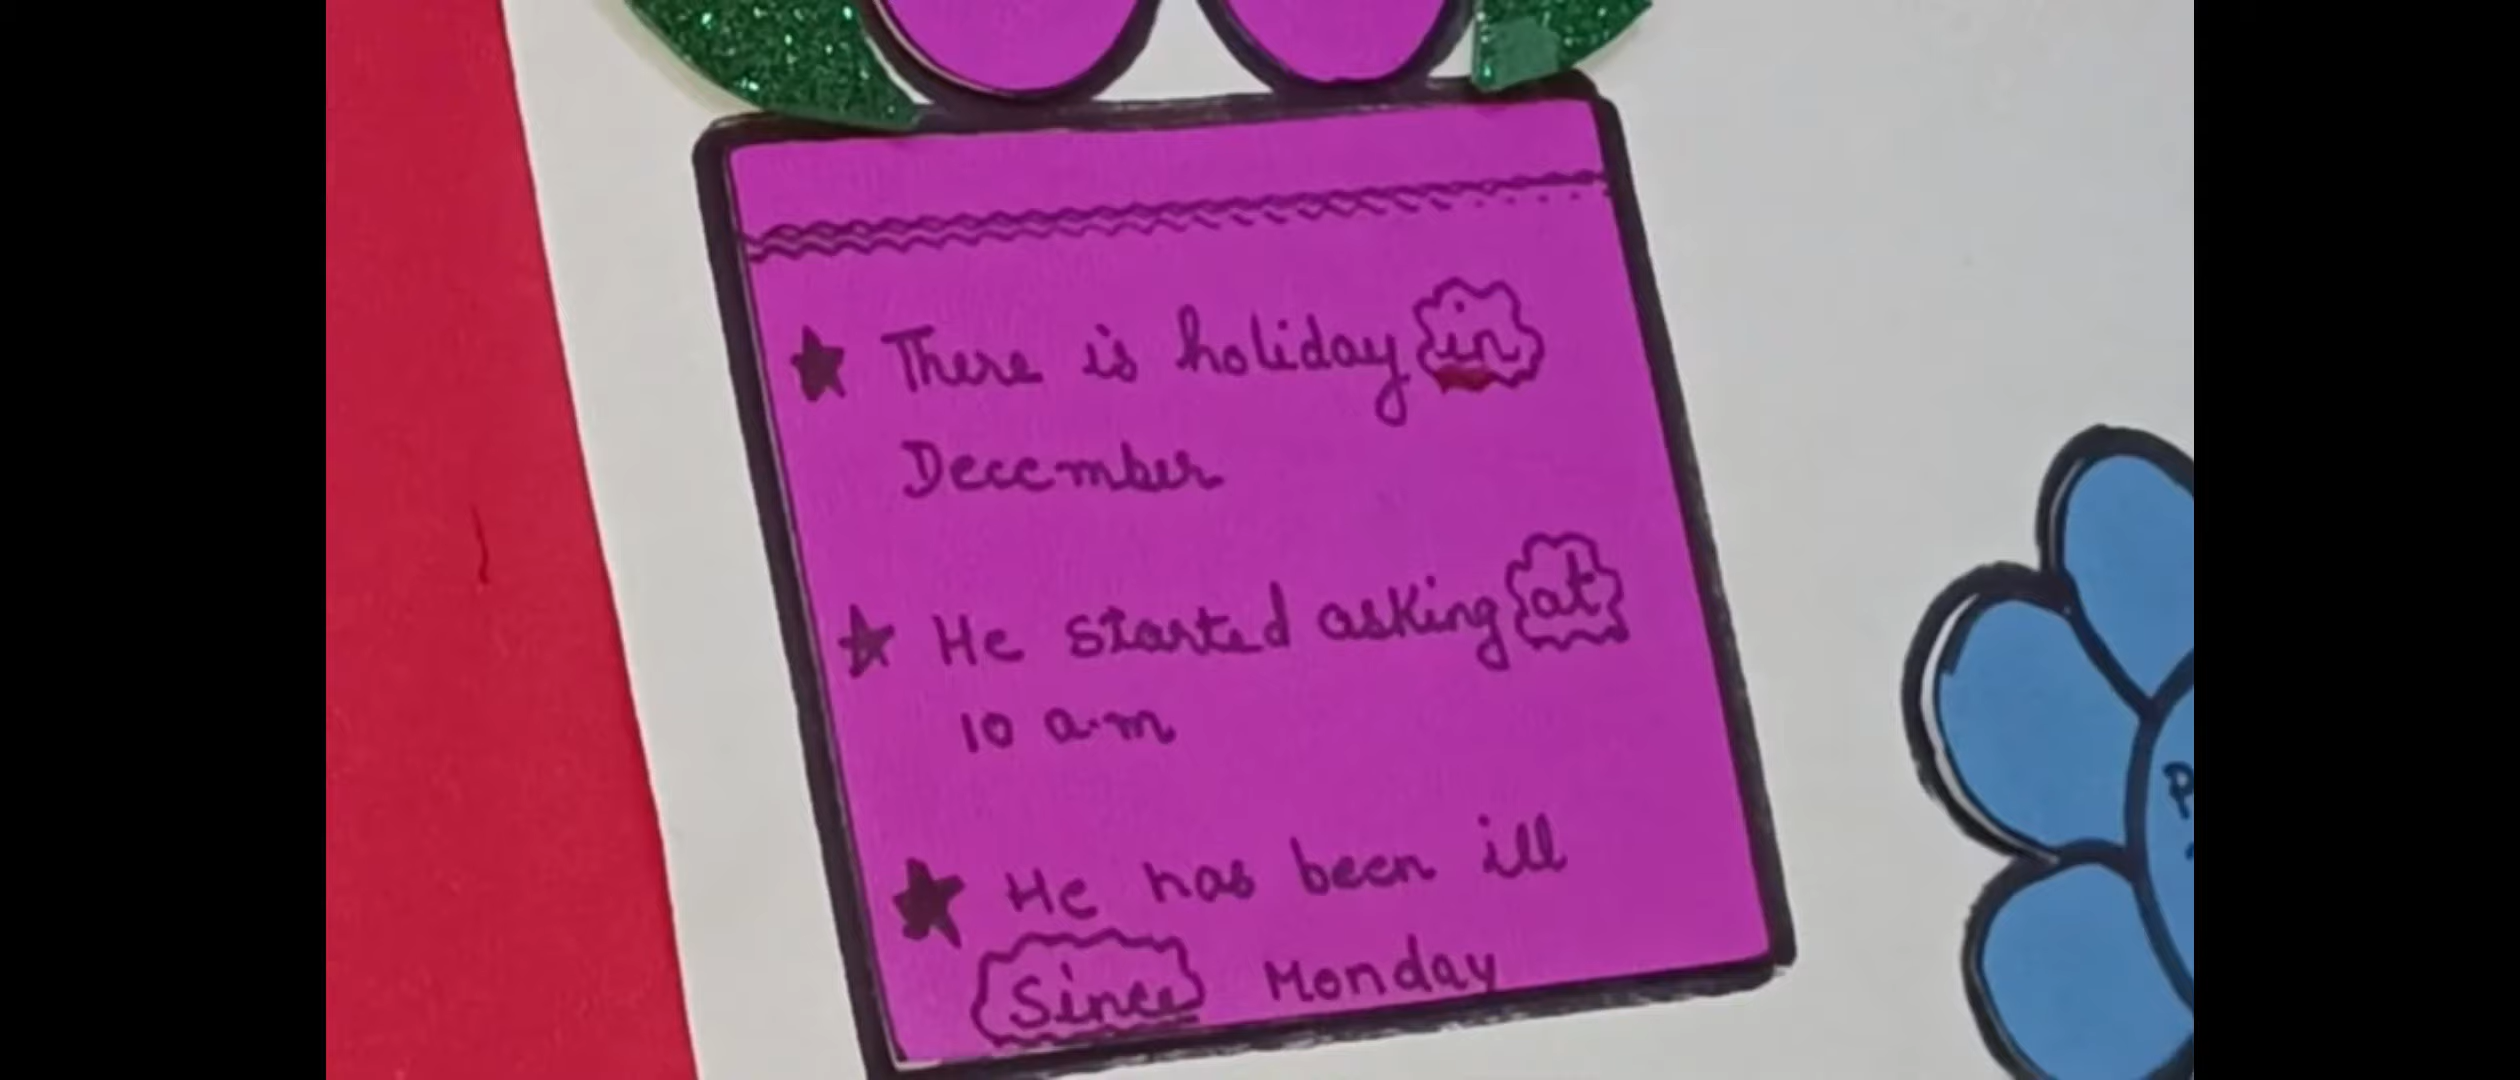 ★ There is holiday in
December
★ He started asking at
10 a.m
★ He has been ill
Since Monday